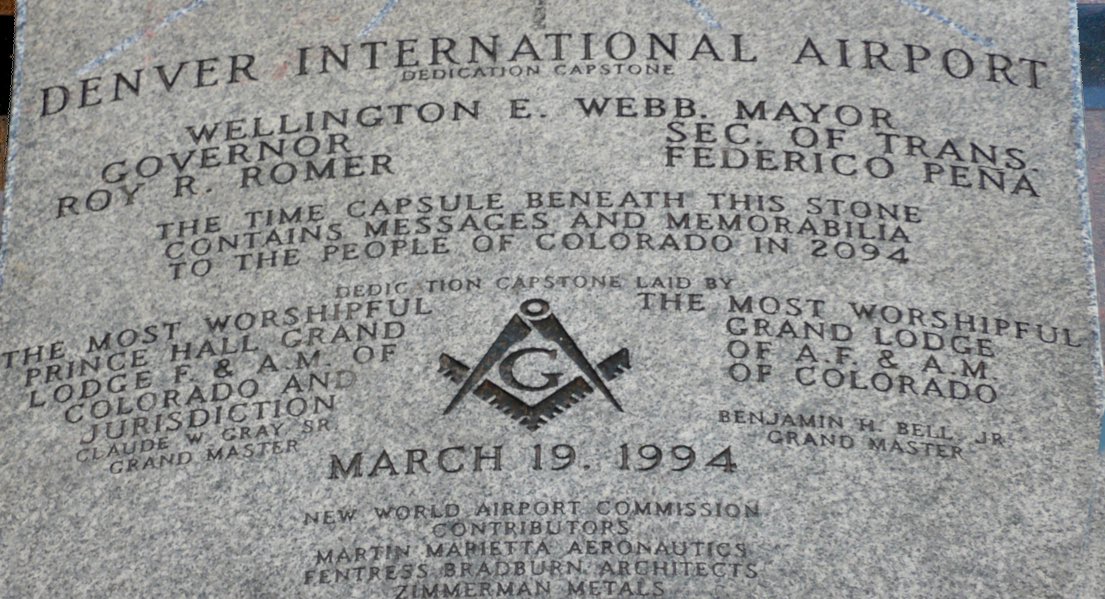 DENVER INTERNATIONAL AIRPORT
DEDICATION CAPSTONE
WELLINGTON E. WEBB. MAYOR
GOVERNOR
ROY R. ROMER
SEC. OF TRANS.
FEDERICO PENA
THE TIME CAPSULE BENEATH THIS STONE
CONTAINS MESSAGES AND MEMORABILIA
TO THE PEOPLE OF COLORADO IN 2094
DEDICATION CAPSTONE LAID BY
THE MOST WORSHIPFUL
PRINCE HALL GRAND
LODGE F. & A.M. OF
COLORADO AND
JURISDICTION
CLAUDE W. GRAY SR.
GRAND MASTER
G
THE MOST WORSHIPFUL
GRAND LODGE
OF A.F. & A.M.
OF COLORADO
BENJAMIN H. BELL, JR.
GRAND MASTER
MARCH 19. 1994
NEW WORLD AIRPORT COMMISSION
CONTRIBUTORS
MARTIN MARIETTA AERONAUTICS
FENTRESS BRADBURN ARCHITECTS
ZIMMERMAN METALS